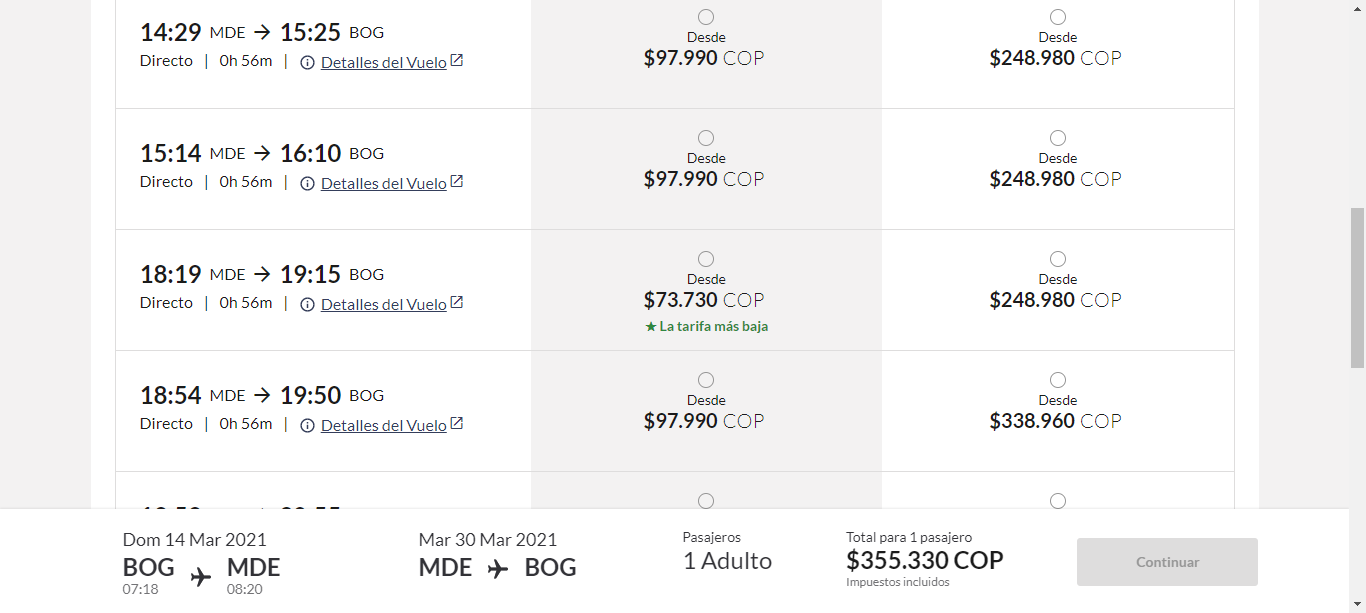 14:29 MDE → 15:25 BOG
Directo | 0h 56m | Detalles del Vuelo
Desde
$97.990 COP
Desde
$248.980 COP
15:14 MDE → 16:10 BOG
Directo | 0h 56m | Detalles del Vuelo
Desde
$97.990 COP
Desde
$248.980 COP
18:19 MDE → 19:15 BOG
Directo | 0h 56m | Detalles del Vuelo
Desde
$73.730 COP
★ La tarifa más baja
Desde
$248.980 COP
18:54 MDE → 19:50 BOG
Directo | 0h 56m | Detalles del Vuelo
Desde
$97.990 COP
Desde
$338.960 COP
Dom 14 Mar 2021
BOG MDE
07:18 08:20
Mar 30 Mar 2021
MDE BOG
Pasajeros
1 Adulto
Total para 1 pasajero
$355.330 COP
Impuestos incluidos
Continuar